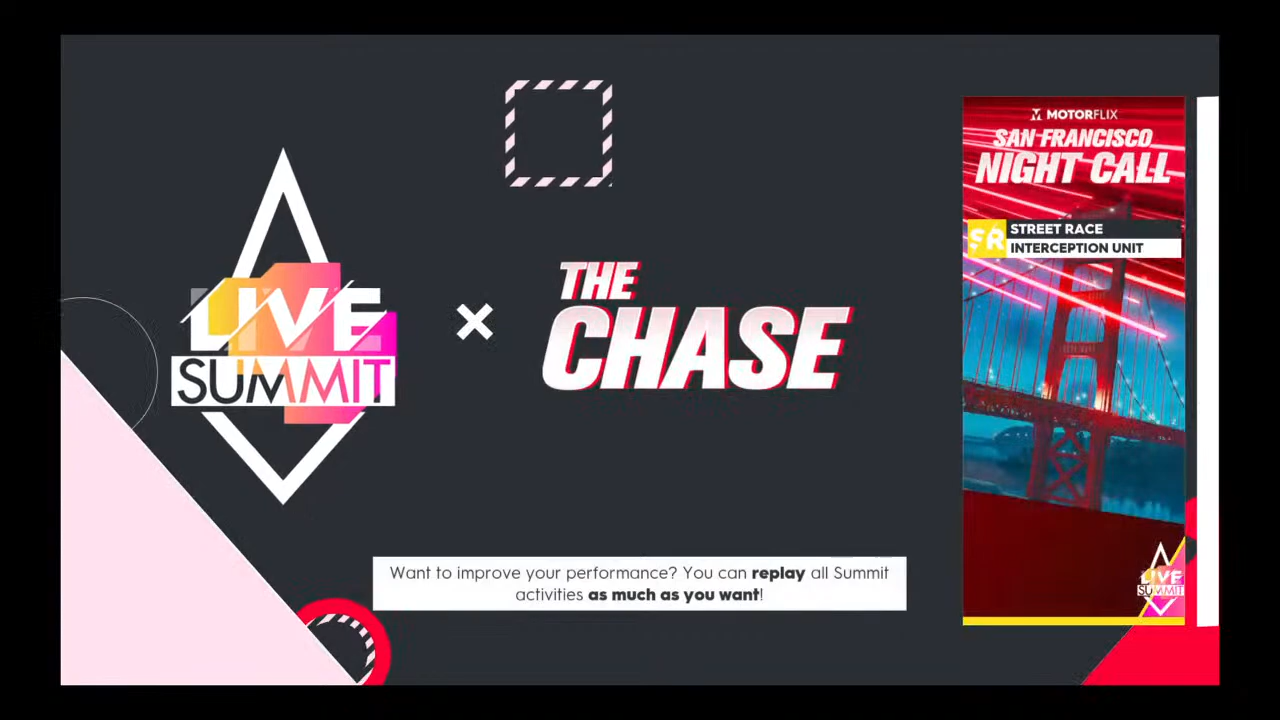 LIVE
SUMMIT
×
THE
CHASE
Want to improve your performance? You can replay all Summit
activities as much as you want!
MOTORFLIX
SAN FRANCISCO
NIGHT CALL
SR
STREET RACE
INTERCEPTION UNIT
LIVE
SUMMIT